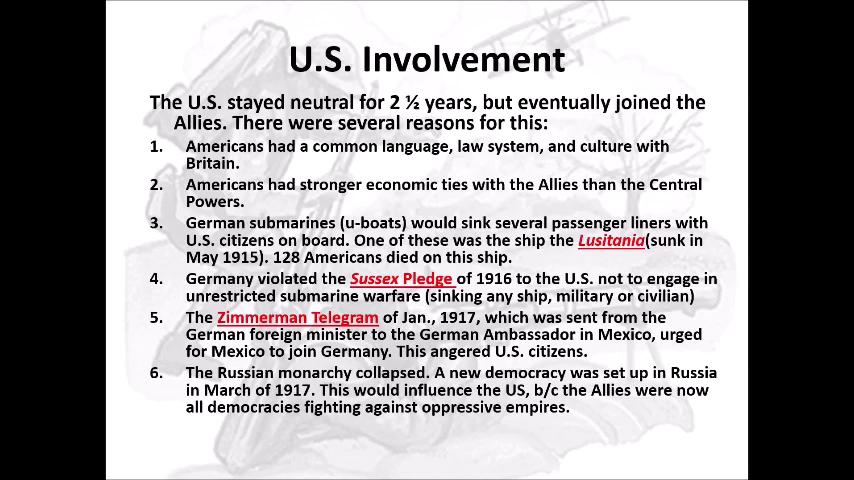 U.S. Involvement
The U.S. stayed neutral for 2 ½ years, but eventually joined the
Allies. There were several reasons for this:
1. Americans had a common language, law system, and culture with
Britain.
2. Americans had stronger economic ties with the Allies than the Central
Powers.
3. German submarines (u-boats) would sink several passenger liners with
U.S. citizens on board. One of these was the ship the Lusitania(sunk in
May 1915). 128 Americans died on this ship.
4. Germany violated the Sussex Pledge of 1916 to the U.S. not to engage in
unrestricted submarine warfare (sinking any ship, military or civilian)
5. The Zimmerman Telegram of Jan., 1917, which was sent from the
German foreign minister to the German Ambassador in Mexico, urged
for Mexico to join Germany. This angered U.S. citizens.
6. The Russian monarchy collapsed. A new democracy was set up in Russia
in March of 1917. This would influence the US, b/c the Allies were now
all democracies fighting against oppressive empires.